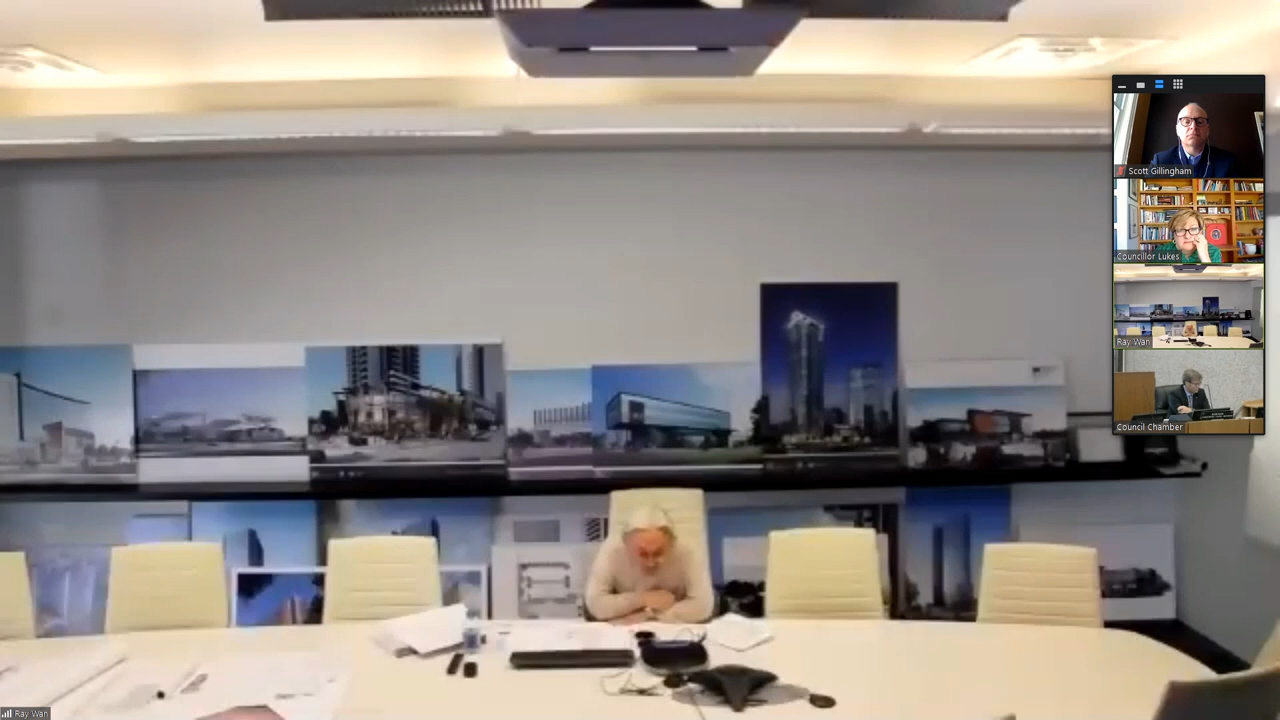 Scott Gillingham
Councillor Lukes
Ray Wan
Council Chamber
Ray Wan